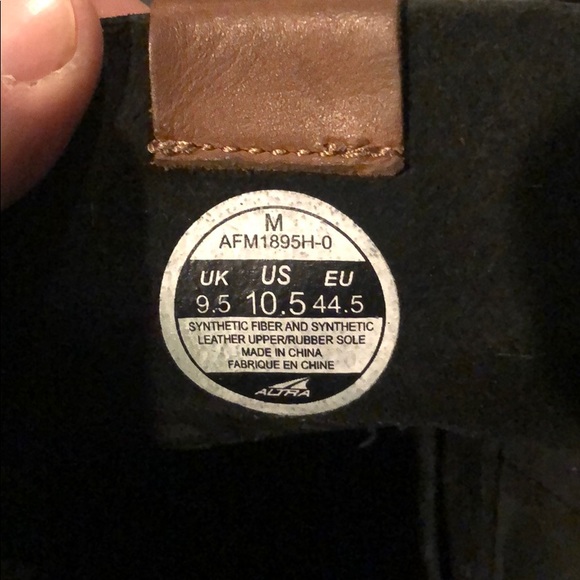 M
AFM1895H-0
UK US EU
9.5 10.5 44.5
SYNTHETIC FIBER AND SYNTHETIC
LEATHER UPPER/RUBBER SOLE
MADE IN CHINA
FABRIQUE EN CHINE
ALTRA